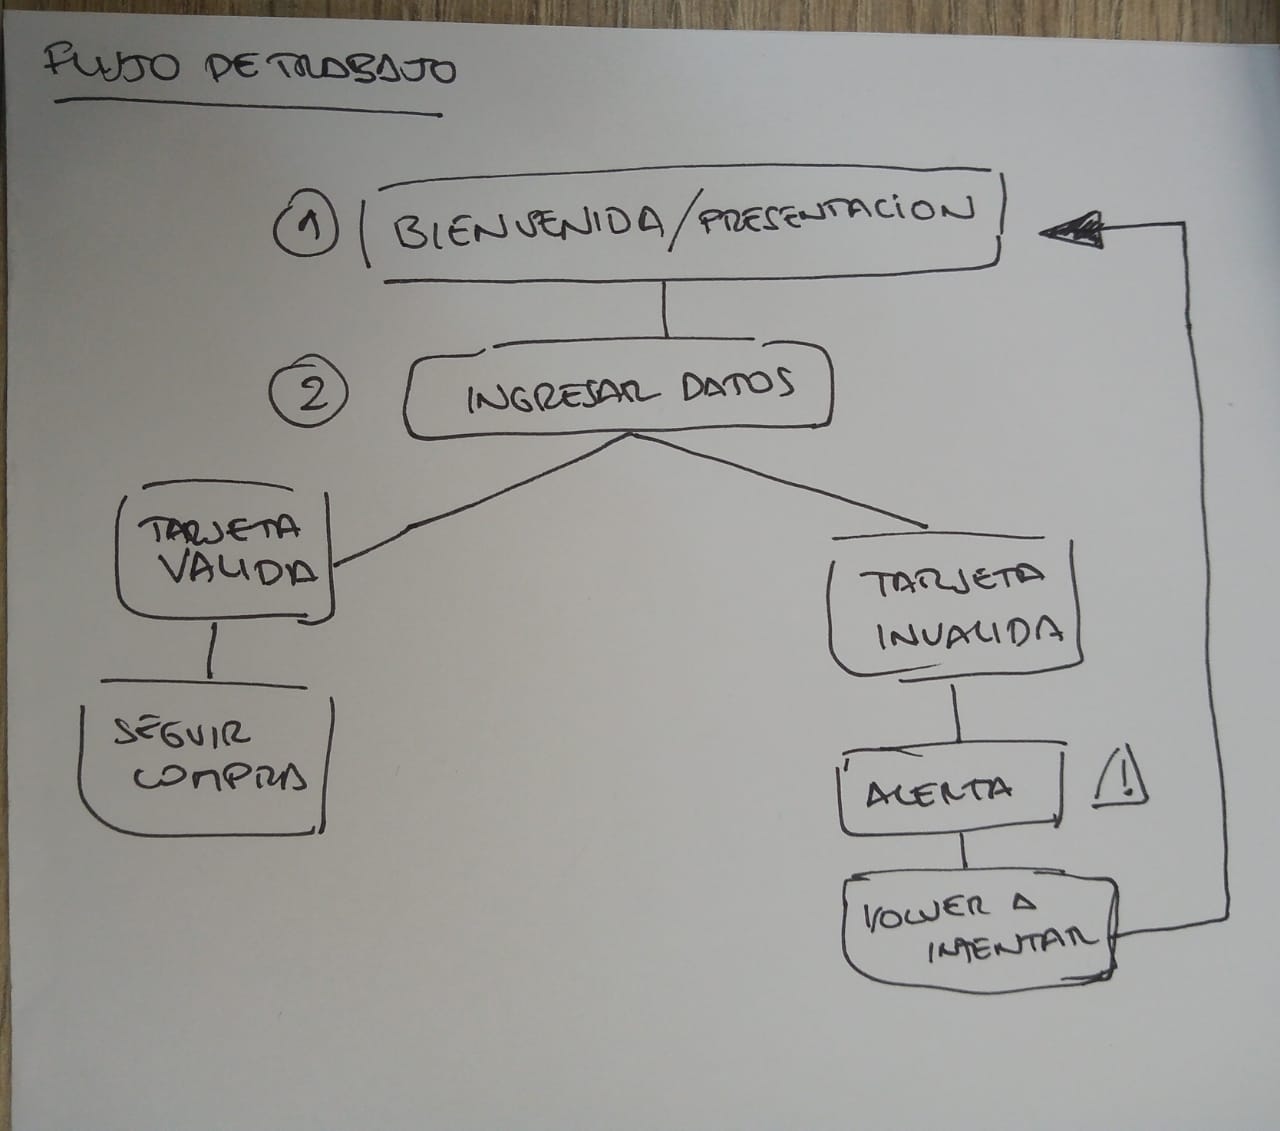 FLUJO DE TRABAJO
1 BIENVENIDA/PRESENTACION
2 INGRESAR DATOS
TARJETA
VALIDA
SEGUIR
COMPRA
TARJETA
INVALIDA
ALERTA !
VOLVER A
INTENTAR